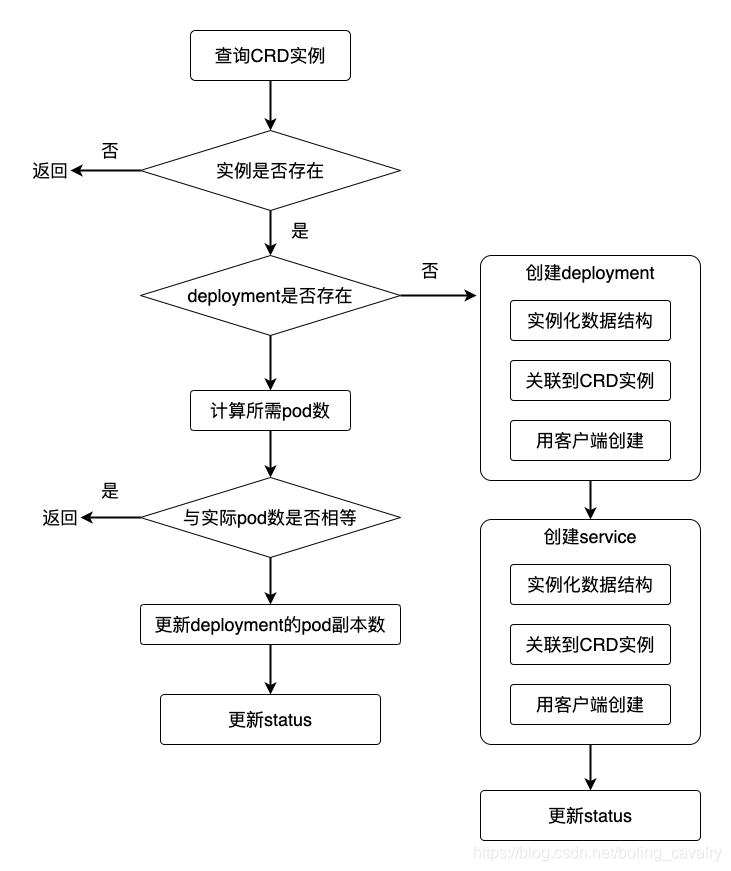 查询CRD实例
实例是否存在
否
返回
是
deployment是否存在
否
计算所需pod数
与实际pod数是否相等
是
返回
更新deployment的pod副本数
更新status
创建deployment
实例化数据结构
关联到CRD实例
用客户端创建
创建service
实例化数据结构
关联到CRD实例
用客户端创建
更新status
https://blog.csdn.net/boling_cavalry